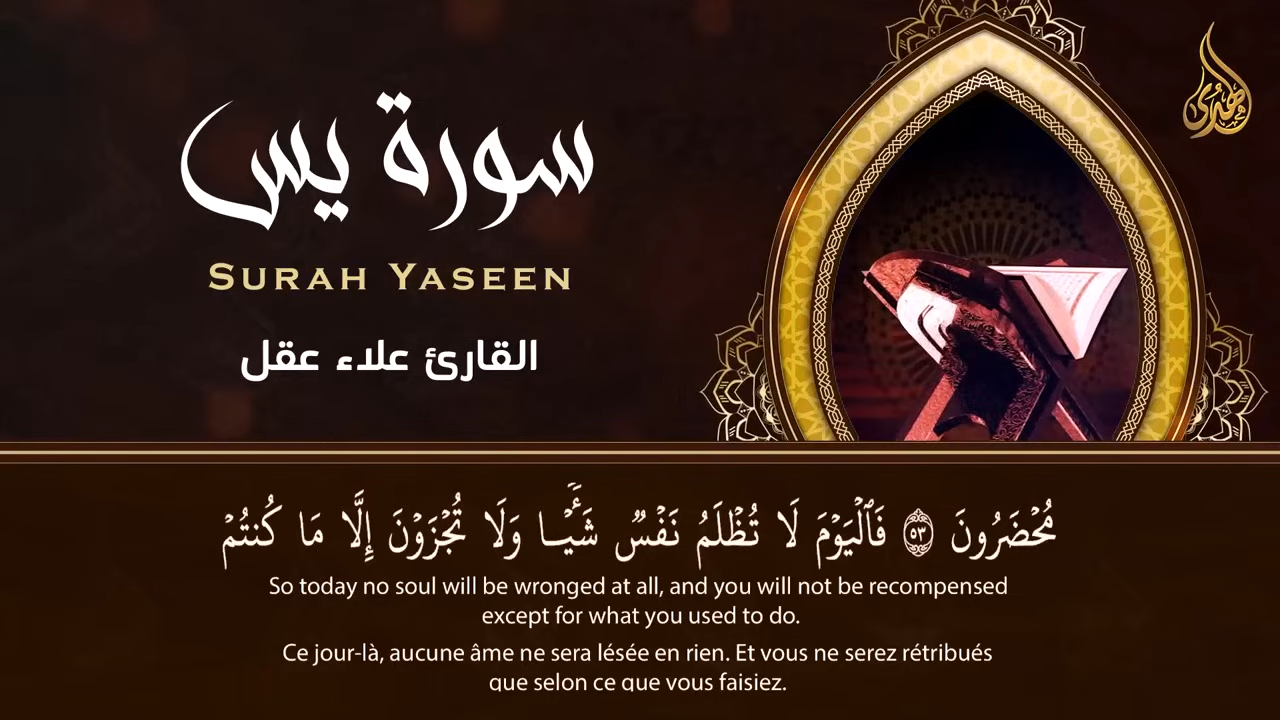 سورة يس
SURAH YASEEN
القارئ علاء عقل
الهدى
مُحْضَرُونَ ٥٣ فَٱلْيَوْمَ لَا تُظْلَمُ نَفْسٌ شَيْـًٔا وَلَا تُجْزَوْنَ إِلَّا مَا كُنتُمْ
So today no soul will be wronged at all, and you will not be recompensed
except for what you used to do.
Ce jour-là, aucune âme ne sera lésée en rien. Et vous ne serez rétribués
que selon ce que vous faisiez.